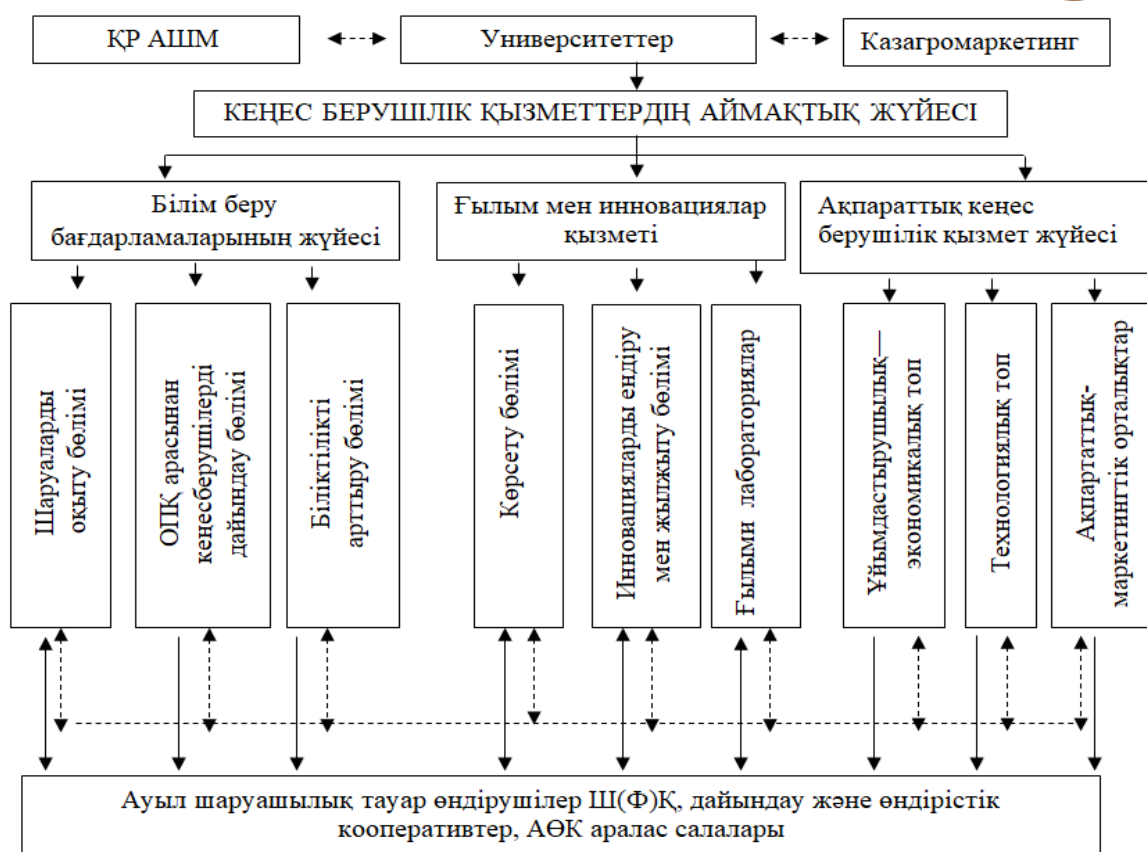 ҚР АШМ
Университеттер
Казагромаркетинг
КЕҢЕС БЕРУШІЛІК ҚЫЗМЕТТЕРДІҢ АЙМАҚТЫҚ ЖҮЙЕСІ
Білім беру
бағдарламаларының жүйесі
Ғылым мен инновациялар
қызметі
Ақпараттық кеңес
берушілік қызмет жүйесі
Шаруаларды
оқыту бөлімі
ОПҚ арасынан
кеңесберушілерді
дайындау бөлімі
Біліктілікті
арттыру бөлімі
Көрсету бөлімі
Инновацияларды ендіру
мен жылжыту бөлімі
Ғылыми лабораториялар
Ұйымдастырушылық—
экономикалық топ
Технологиялық топ
Ақпартаттық-
маркетингтік орталықтар
Ауыл шаруашылық тауар өндірушілер Ш(Ф)Қ, дайындау және өндірістік
кооперативтер, АӨК аралас салалары